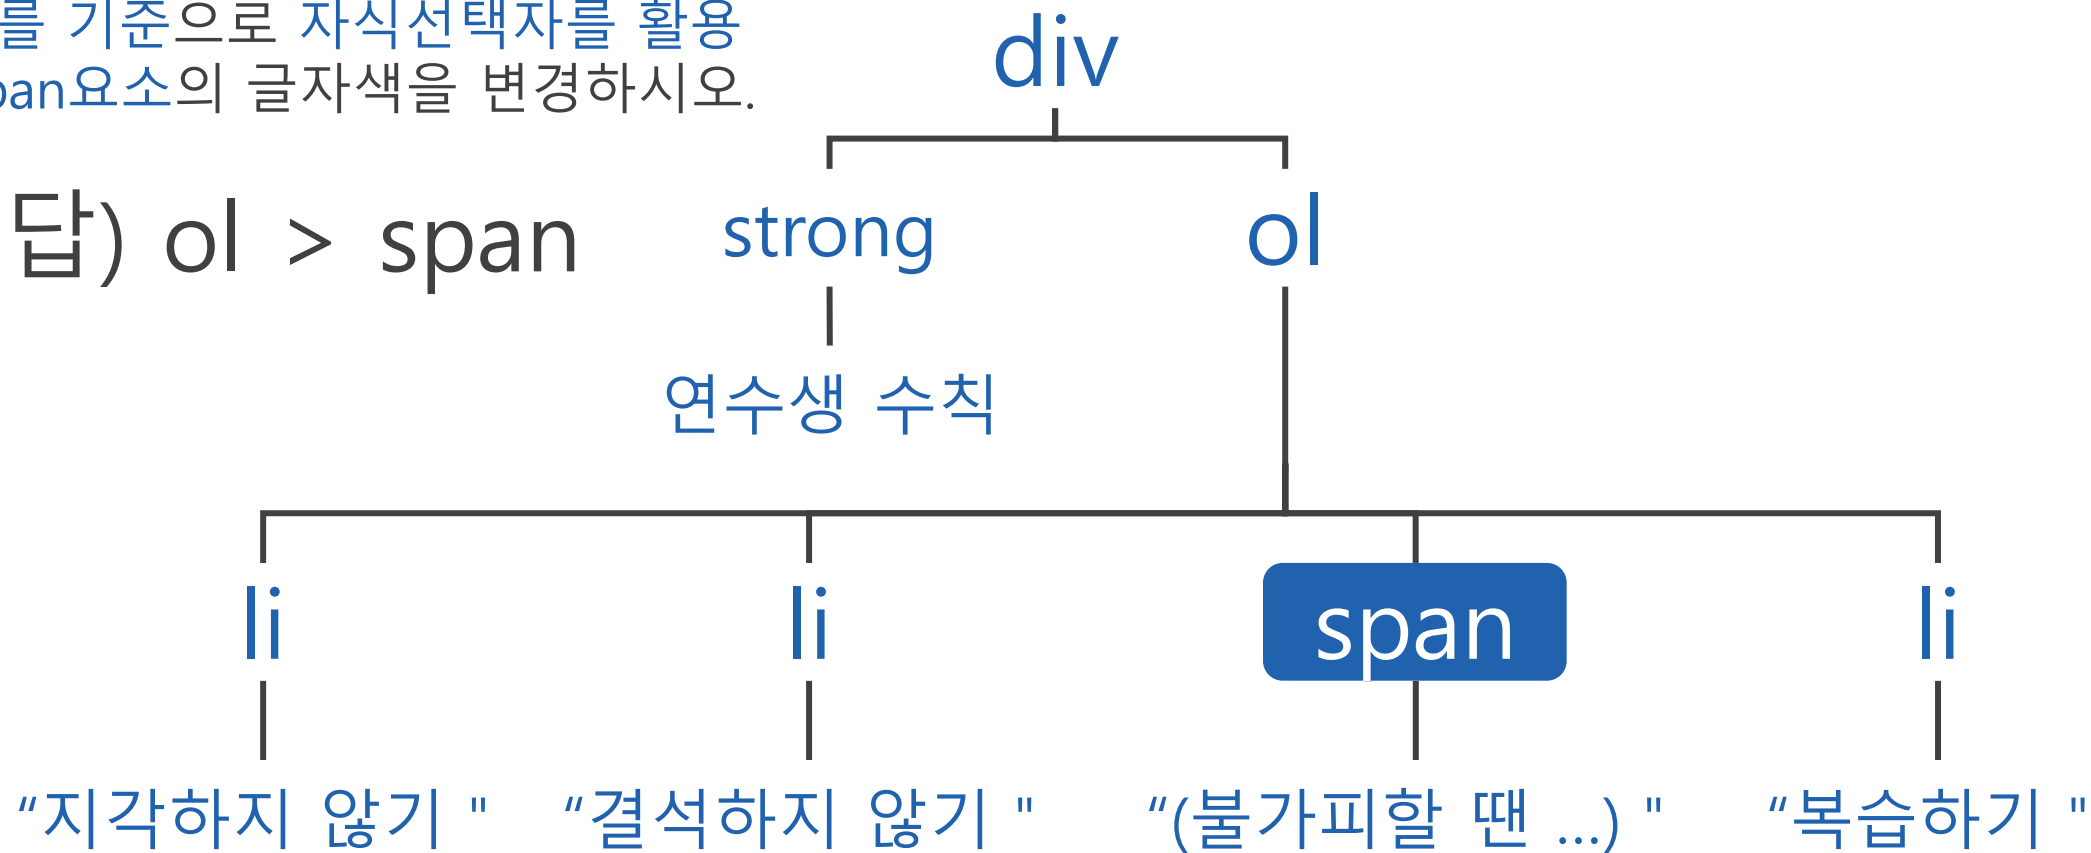 를 기준으로 자식선택자를 활용
pan요소의 글자색을 변경하시오.
답) ol > span
div
strong
ol
연수생 수칙
li
li
span
li
“지각하지 않기 "
“결석하지 않기 "
“(불가피할 땐 ...) "
“복습하기 "